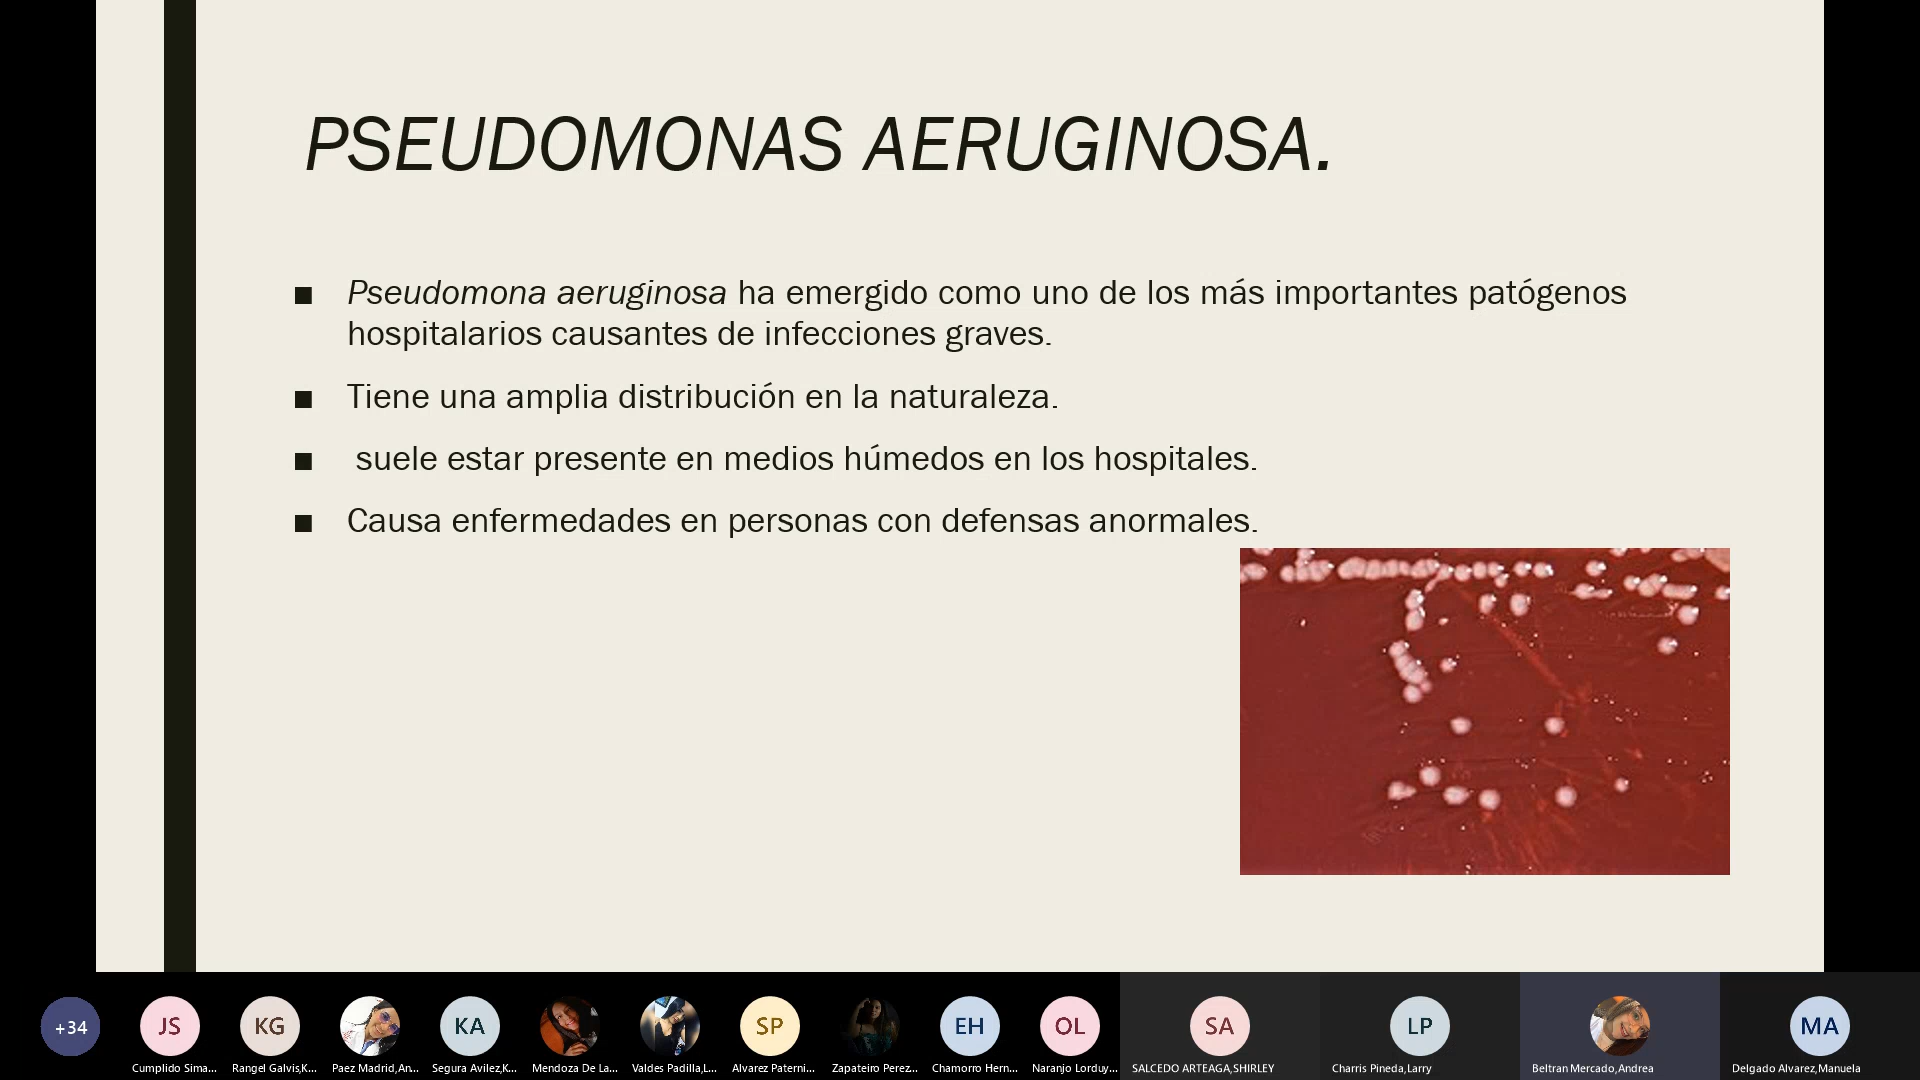 PSEUDOMONAS AERUGINOSA.
■ Pseudomona aeruginosa ha emergido como uno de los más importantes patógenos
hospitalarios causantes de infecciones graves.
■ Tiene una amplia distribución en la naturaleza.
■ suele estar presente en medios húmedos en los hospitales.
■ Causa enfermedades en personas con defensas anormales.
+34 JS KG KA SP EH OL SA LP MA
Cumplido Sima... Rangel Galvis,K... Paez Madrid,An... Segura Avilez,K... Mendoza De La... Valdes Padilla,L... Alvarez Paterni... Zapateiro Perez... Chamorro Hern... Naranjo Lorduy... SALCEDO ARTEAGA,SHIRLEY Charris Pineda,Larry Beltran Mercado,Andrea Delgado Alvarez,Manuela